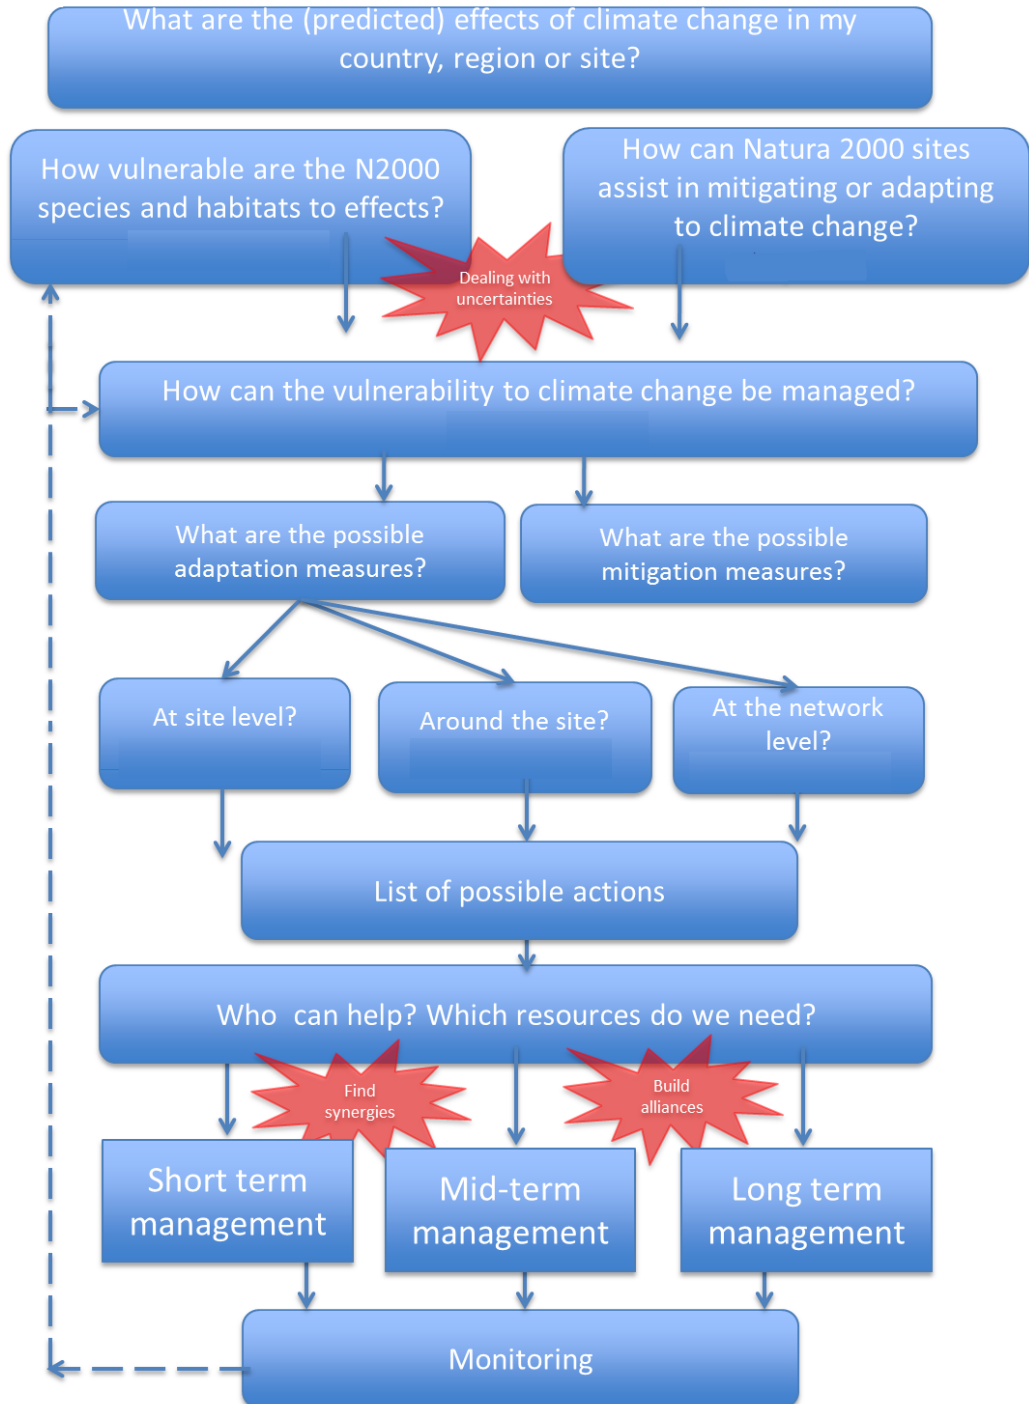 What are the (predicted) effects of climate change in my
country, region or site?
How vulnerable are the N2000
species and habitats to effects?
How can Natura 2000 sites
assist in mitigating or adapting
to climate change?
Dealing with
uncertainties
How can the vulnerability to climate change be managed?
What are the possible
adaptation measures?
What are the possible
mitigation measures?
At site level?
Around the site?
At the network
level?
List of possible actions
Who  can help? Which resources do we need?
Find
synergies
Build
alliances
Short term
management
Mid-term
management
Long term
management
Monitoring